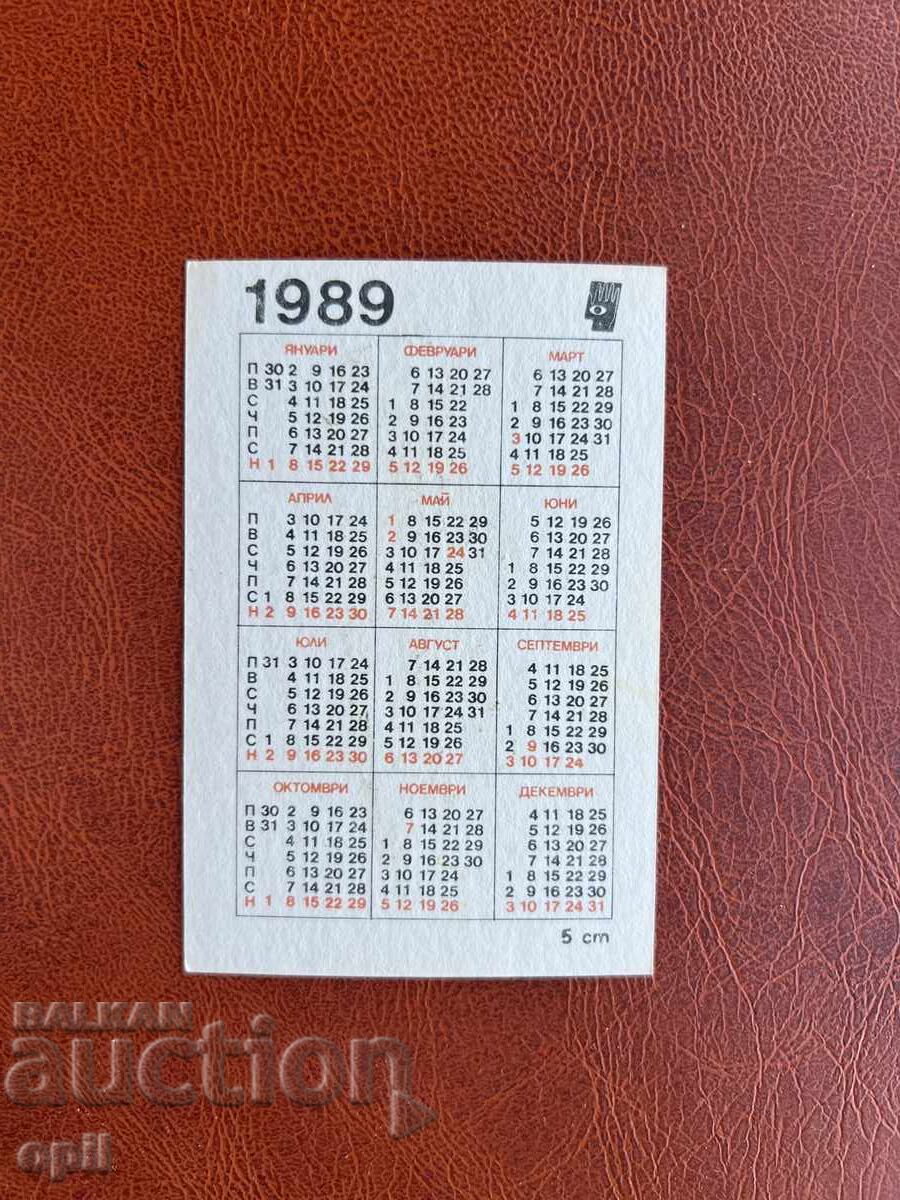 1989
ЯНУАРИ ФЕВРУАРИ МАРТ
П 30 2 9 16 23 6 13 20 27 6 13 20 27
В 31 3 10 17 24 7 14 21 28 7 14 21 28
С 4 11 18 25 1 8 15 22 1 8 15 22 29
Ч 5 12 19 26 2 9 16 23 2 9 16 23 30
П 6 13 20 27 3 10 17 24 3 10 17 24 31
С 7 14 21 28 4 11 18 25 4 11 18 25
Н 1 8 15 22 29 5 12 19 26 5 12 19 26
АПРИЛ МАЙ ЮНИ
П 3 10 17 24 1 8 15 22 29 5 12 19 26
В 4 11 18 25 2 9 16 23 30 6 13 20 27
С 5 12 19 26 3 10 17 24 31 7 14 21 28
Ч 6 13 20 27 4 11 18 25 1 8 15 22 29
П 7 14 21 28 5 12 19 26 2 9 16 23 30
С 1 8 15 22 29 6 13 20 27 3 10 17 24
Н 2 9 16 23 30 7 14 21 28 4 11 18 25
ЮЛИ АВГУСТ СЕПТЕМВРИ
П 31 3 10 17 24 7 14 21 28 4 11 18 25
В 4 11 18 25 1 8 15 22 29 5 12 19 26
С 5 12 19 26 2 9 16 23 30 6 13 20 27
Ч 6 13 20 27 3 10 17 24 31 7 14 21 28
П 7 14 21 28 4 11 18 25 1 8 15 22 29
С 1 8 15 22 29 5 12 19 26 2 9 16 23 30
Н 2 9 16 23 30 6 13 20 27 3 10 17 24
ОКТОМВРИ НОЕМВРИ ДЕКЕМВРИ
П 30 2 9 16 23 6 13 20 27 4 11 18 25
В 31 3 10 17 24 7 14 21 28 5 12 19 26
С 4 11 18 25 1 8 15 22 29 6 13 20 27
Ч 5 12 19 26 2 9 16 23 30 7 14 21 28
П 6 13 20 27 3 10 17 24 1 8 15 22 29
С 7 14 21 28 4 11 18 25 2 9 16 23 30
Н 1 8 15 22 29 5 12 19 26 3 10 17 24 31
5 cm
BALKAN
auction
opil